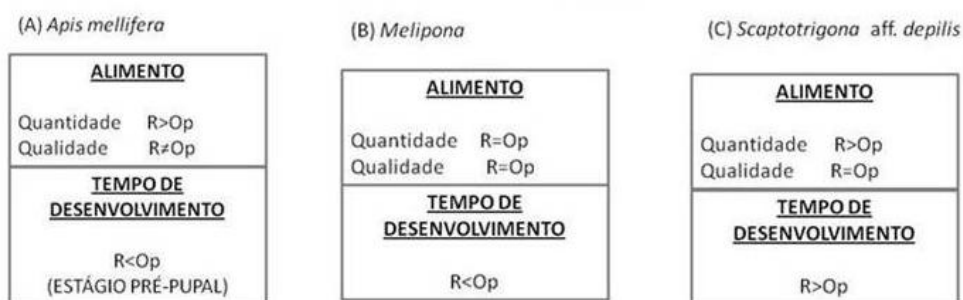 (A) Apis mellifera
ALIMENTO
Quantidade R>Op
Qualidade R≠Op
TEMPO DE
DESENVOLVIMENTO
R<Op
(ESTÁGIO PRÉ-PUPAL)
(B) Melipona
ALIMENTO
Quantidade R=Op
Qualidade R=Op
TEMPO DE
DESENVOLVIMENTO
R<Op
(C) Scaptotrigona aff. depilis
ALIMENTO
Quantidade R>Op
Qualidade R=Op
TEMPO DE
DESENVOLVIMENTO
R>Op